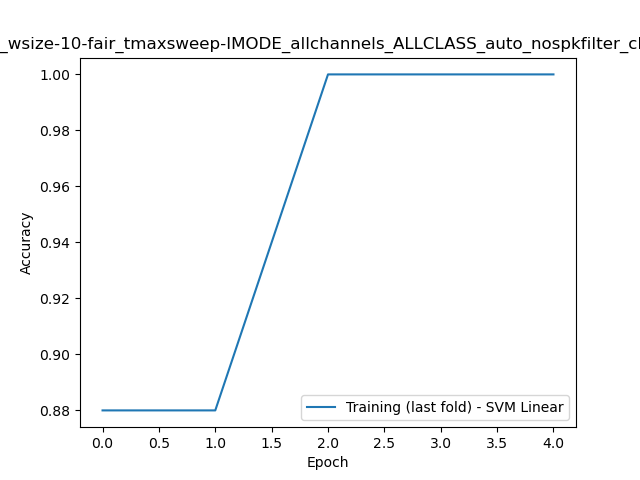 _wsize-10-fair_tmaxsweep-IMODE_allchannels_ALLCLASS_auto_nospkfilter_cl
1.00
0.98
0.96
0.94
0.92
0.90
0.88
Accuracy
Training (last fold) - SVM Linear
0.0 0.5 1.0 1.5 2.0 2.5 3.0 3.5 4.0
Epoch